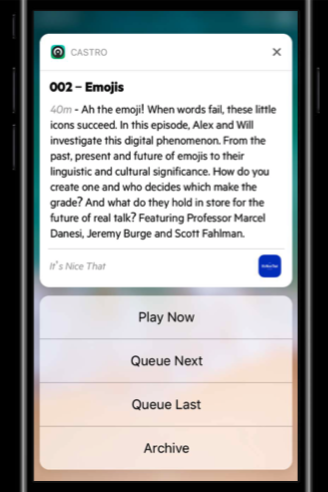 CASTRO
002 – Emojis
40m - Ah the emoji! When words fail, these little
icons succeed. In this episode, Alex and Will
investigate this digital phenomenon. From the
past, present and future of emojis to their
linguistic and cultural significance. How do you
create one and who decides which make the
grade? And what do they hold in store for the
future of real talk? Featuring Professor Marcel
Danesi, Jeremy Burge and Scott Fahlman.
It's Nice That
Play Now
Queue Next
Queue Last
Archive